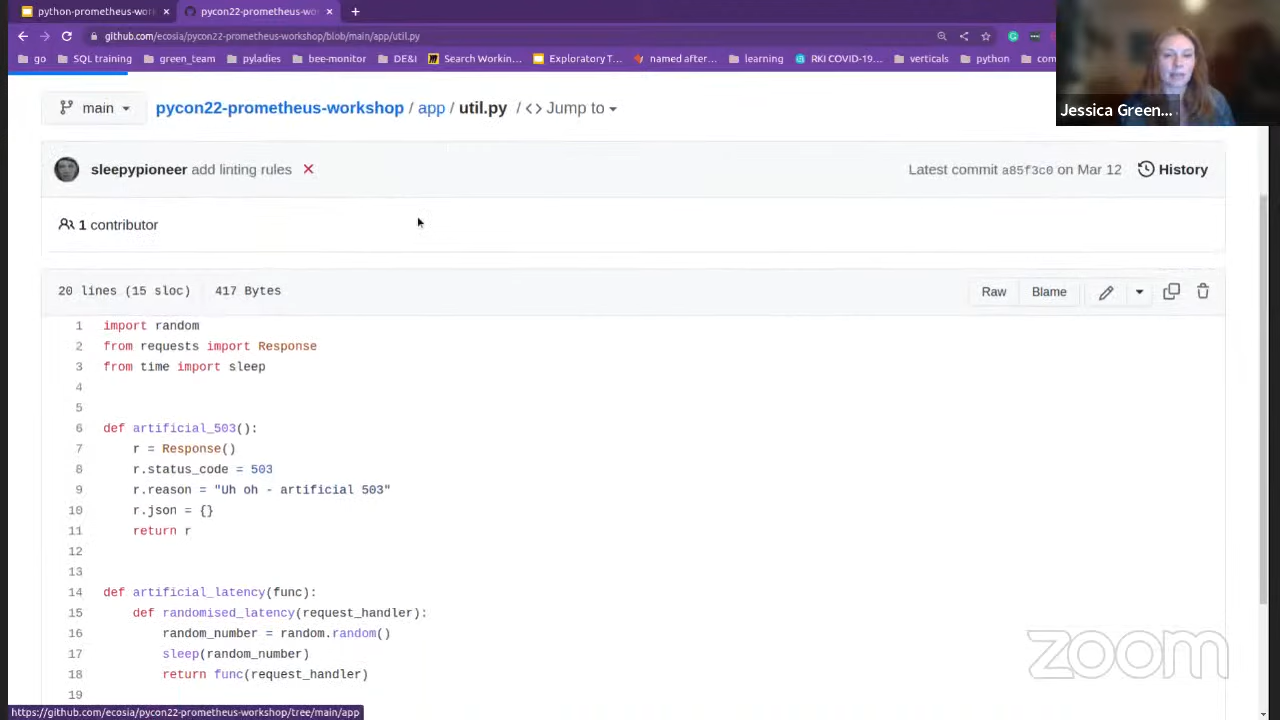 python-prometheus-wor
pycon22-prometheus-wor
github.com/ecosia/pycon22-prometheus-workshop/blob/main/app/util.py
go
SQL training
green_team
pyladies
bee-monitor
DE&I
Search Workin...
Exploratory T...
named after...
learning
RKI COVID-19...
verticals
python
com
Jessica Green...
main
pycon22-prometheus-workshop / app / util.py / <> Jump to
sleepypioneer add linting rules
Latest commit a85f3c0 on Mar 12
History
1 contributor
20 lines (15 sloc) 417 Bytes
Raw
Blame
1 import random
2 from requests import Response
3 from time import sleep
4
5
6 def artificial_503():
7 r = Response()
8 r.status_code = 503
9 r.reason = "Uh oh - artificial 503"
10 r.json = {}
11 return r
12
13
14 def artificial_latency(func):
15 def randomised_latency(request_handler):
16 random_number = random.random()
17 sleep(random_number)
18 return func(request_handler)
19
https://github.com/ecosia/pycon22-prometheus-workshop/tree/main/app
zoom